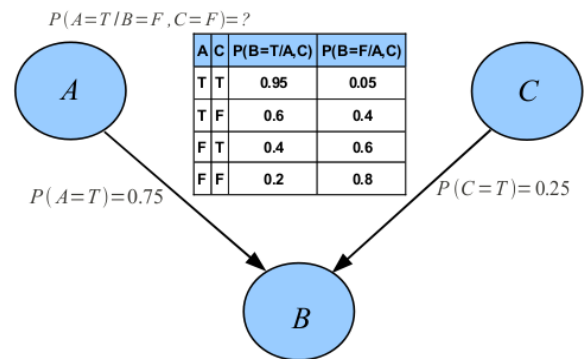 P(A=T/B=F,C=F)=?
A C P(B=T/A,C) P(B=F/A,C)
T T 0.95 0.05
T F 0.6 0.4
F T 0.4 0.6
F F 0.2 0.8
A
C
P(A=T)=0.75
P(C=T)=0.25
B